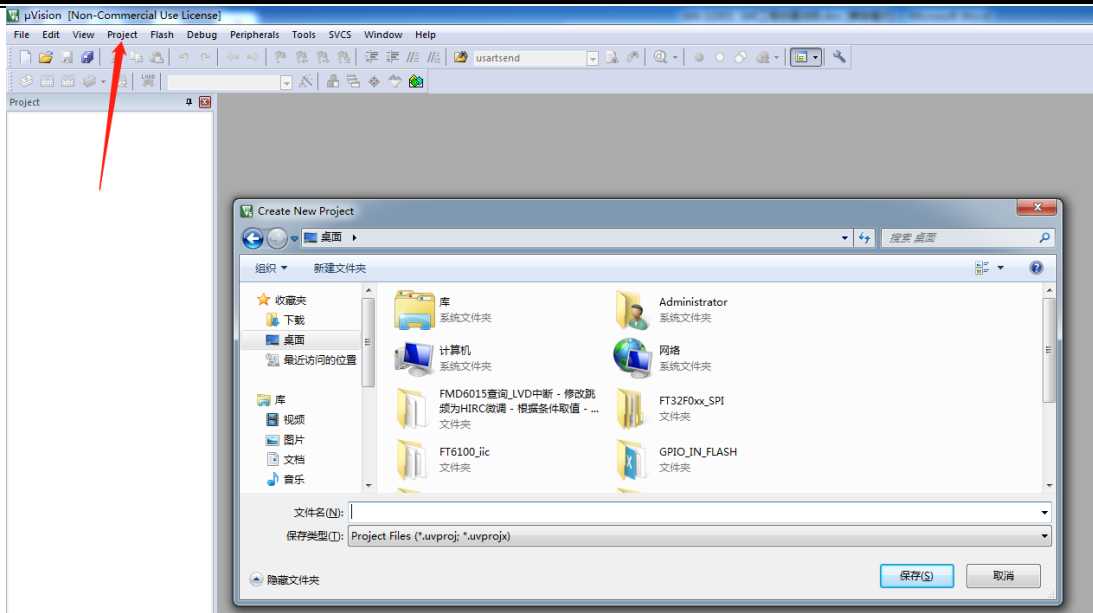 µVision [Non-Commercial Use License]
File Edit View Project Flash Debug Peripherals Tools SVCS Window Help
usartsend
LOAD
Project
Create New Project
桌面
搜索 桌面
组织
新建文件夹
收藏夹
下载
桌面
最近访问的位置
库
视频
图片
文档
音乐
库
系统文件夹
Administrator
系统文件夹
计算机
系统文件夹
网络
系统文件夹
FMD6015查询_LVD中断 - 修改跳
频为HIRC微调 - 根据条件取值 - ...
文件夹
FT32F0xx_SPI
文件夹
FT6100_iic
文件夹
GPIO_IN_FLASH
文件夹
文件名(N):
保存类型(T): Project Files (*.uvproj; *.uvprojx)
隐藏文件夹
保存(S)
取消